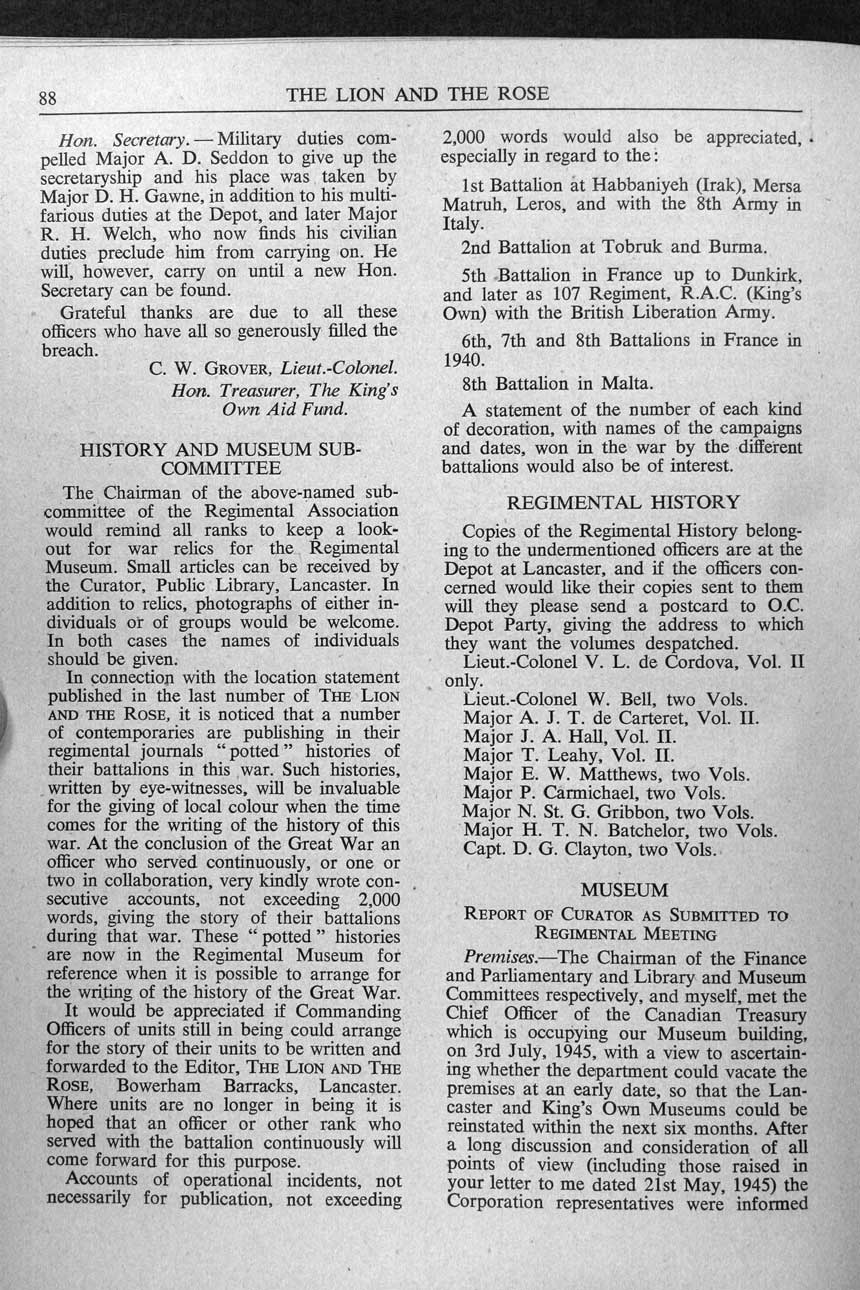 88
THE LION AND THE ROSE
Hon. Secretary. — Military duties com-
pelled Major A. D. Seddon to give up the
secretaryship and his place was taken by
Major D. H. Gawne, in addition to his multi-
farious duties at the Depot, and later Major
R. H. Welch, who now finds his civilian
duties preclude him from carrying on. He
will, however, carry on until a new Hon.
Secretary can be found.
Grateful thanks are due to all these
officers who have all so generously filled the
breach.
C. W. GROVER, Lieut.-Colonel.
Hon. Treasurer, The King's
Own Aid Fund.
HISTORY AND MUSEUM SUB-
COMMITTEE
The Chairman of the above-named sub-
committee of the Regimental Association
would remind all ranks to keep a look-
out for war relics for the Regimental
Museum. Small articles can be received by
the Curator, Public Library, Lancaster. In
addition to relics, photographs of either in-
dividuals or of groups would be welcome.
In both cases the names of individuals
should be given.
In connection with the location statement
published in the last number of THE LION
AND THE ROSE, it is noticed that a number
of contemporaries are publishing in their
regimental journals "potted" histories of
their battalions in this war. Such histories,
written by eye-witnesses, will be invaluable
for the giving of local colour when the time
comes for the writing of the history of this
war. At the conclusion of the Great War an
officer who served continuously, or one or
two in collaboration, very kindly wrote con-
secutive accounts, not exceeding 2,000
words, giving the story of their battalions
during that war. These "potted" histories
are now in the Regimental Museum for
reference when it is possible to arrange for
the writing of the history of the Great War.
It would be appreciated if Commanding
Officers of units still in being could arrange
for the story of their units to be written and
forwarded to the Editor, THE LION AND THE
ROSE, Bowerham Barracks, Lancaster.
Where units are no longer in being it is
hoped that an officer or other rank who
served with the battalion continuously will
come forward for this purpose.
Accounts of operational incidents, not
necessarily for publication, not exceeding
2,000 words would also be appreciated,
especially in regard to the:
1st Battalion at Habbaniyeh (Irak), Mersa
Matruh, Leros, and with the 8th Army in
Italy.
2nd Battalion at Tobruk and Burma.
5th Battalion in France up to Dunkirk,
and later as 107 Regiment, R.A.C. (King's
Own) with the British Liberation Army.
6th, 7th and 8th Battalions in France in
1940.
8th Battalion in Malta.
A statement of the number of each kind
of decoration, with names of the campaigns
and dates, won in the war by the different
battalions would also be of interest.
REGIMENTAL HISTORY
Copies of the Regimental History belong-
ing to the undermentioned officers are at the
Depot at Lancaster, and if the officers con-
cerned would like their copies sent to them
will they please send a postcard to O.C.
Depot Party, giving the address to which
they want the volumes despatched.
Lieut.-Colonel V. L. de Cordova, Vol. II
only.
Lieut.-Colonel W. Bell, two Vols.
Major A. J. T. de Carteret, Vol. II.
Major J. A. Hall, Vol. II.
Major T. Leahy, Vol. II.
Major E. W. Matthews, two Vols.
Major P. Carmichael, two Vols.
Major N. St. G. Gribbon, two Vols.
Major H. T. N. Batchelor, two Vols.
Capt. D. G. Clayton, two Vols.
MUSEUM
REPORT OF CURATOR AS SUBMITTED TO
REGIMENTAL MEETING
Premises.—The Chairman of the Finance
and Parliamentary and Library and Museum
Committees respectively, and myself, met the
Chief Officer of the Canadian Treasury
which is occupying our Museum building,
on 3rd July, 1945, with a view to ascertain-
ing whether the department could vacate the
premises at an early date, so that the Lan-
caster and King's Own Museums could be
reinstated within the next six months. After
a long discussion and consideration of all
points of view (including those raised in
your letter to me dated 21st May, 1945) the
Corporation representatives were informed